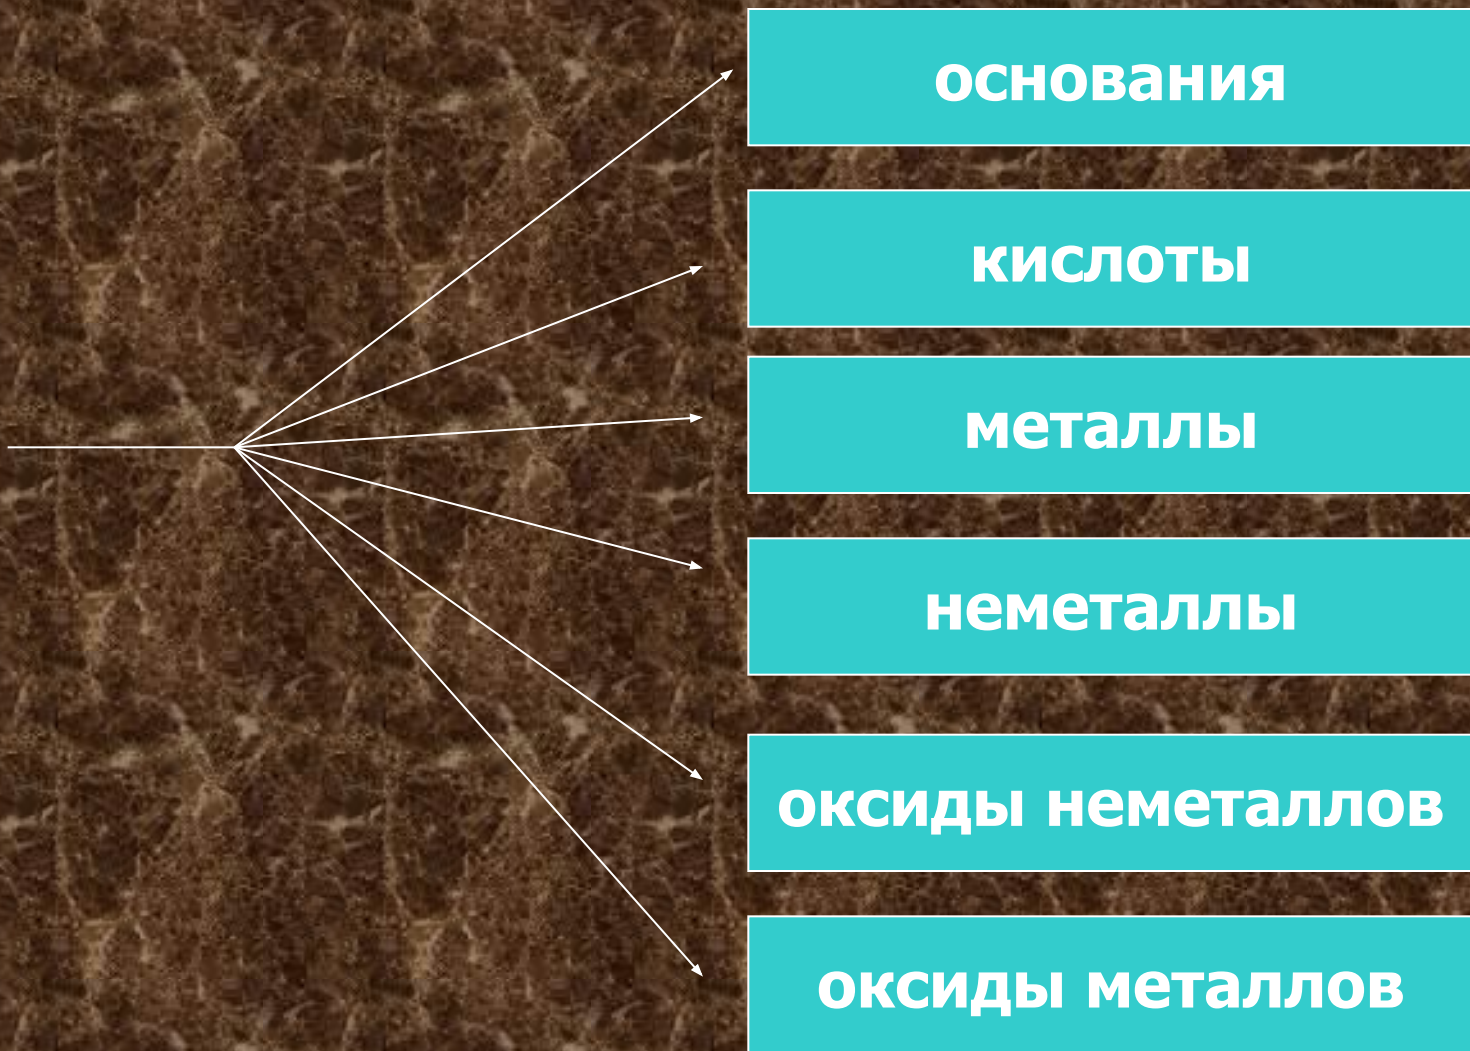 основания
кислоты
металлы
неметаллы
оксиды неметаллов
оксиды металлов